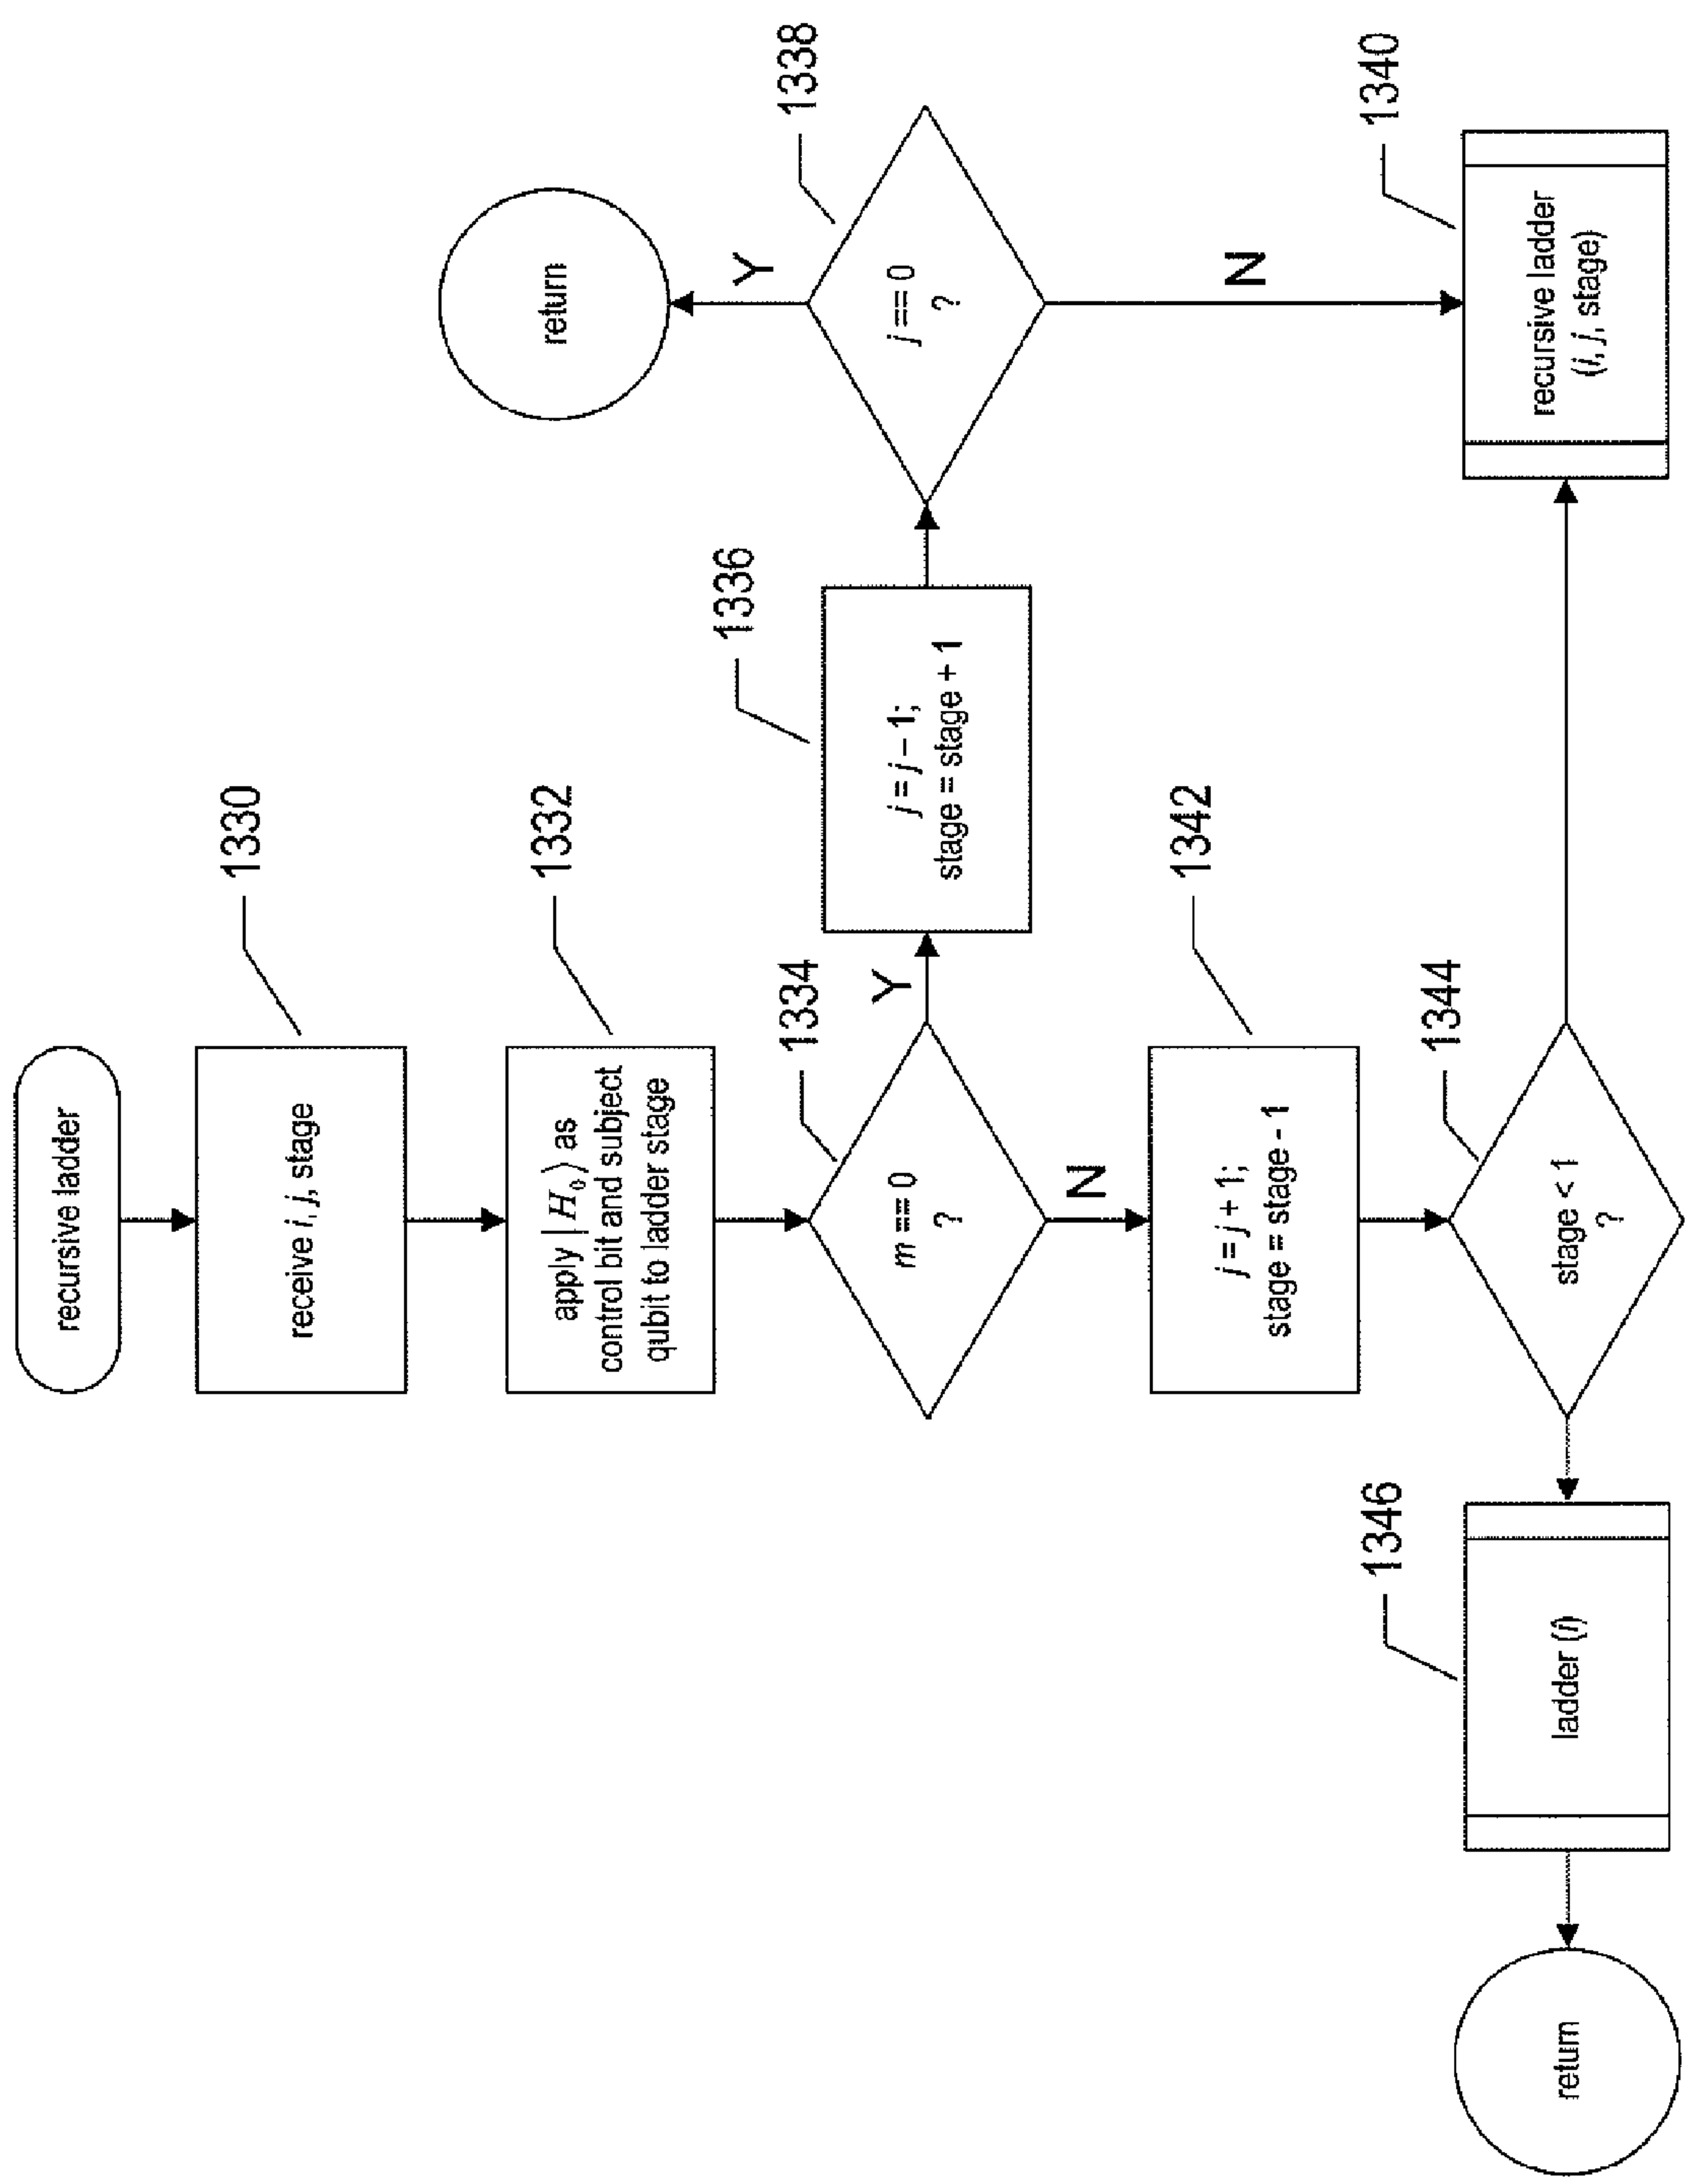 recursive ladder
1330
receive i, j, stage
1332
apply | H₀ ⟩ as
control bit and subject
qubit to ladder stage
1334
m == 0
?
Y
1336
j = j – 1;
stage = stage + 1
1338
j == 0
?
Y
return
N
1340
recursive ladder
(i, j, stage)
N
1342
j = j + 1;
stage = stage - 1
1344
stage < 1
?
1346
ladder (i)
return